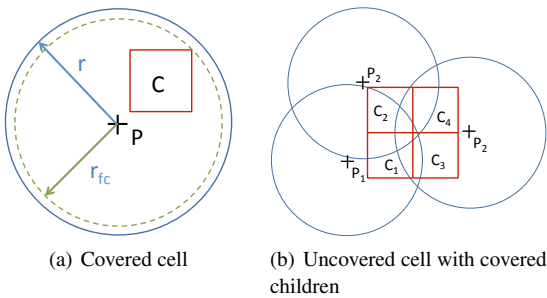 r
C
P
r_fc
(a) Covered cell
P_2
C_2
C_4
P_2
P_1
C_1
C_3
(b) Uncovered cell with covered
children